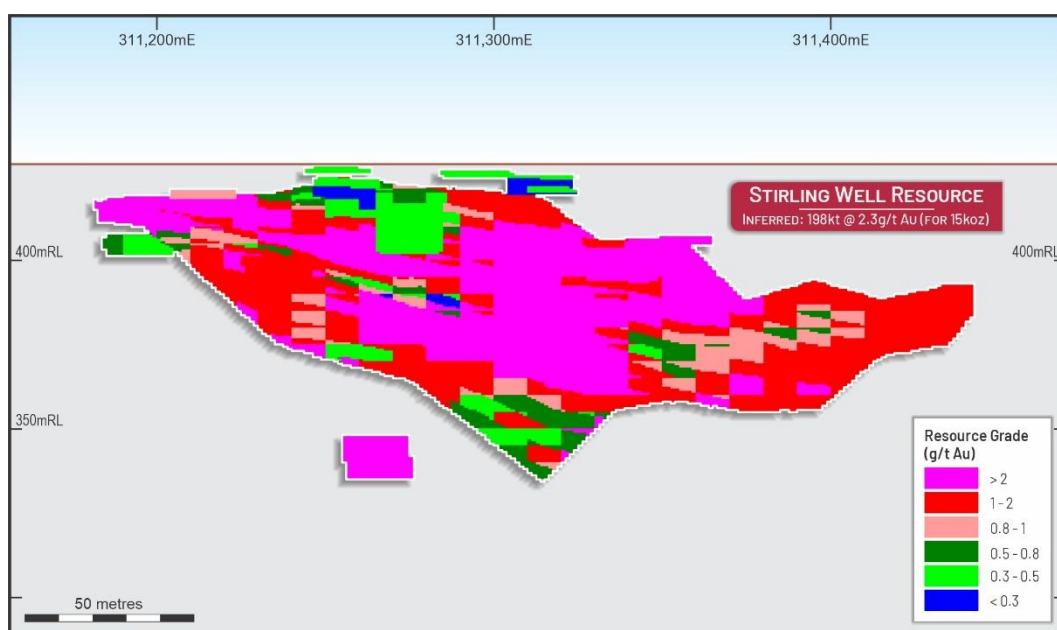 311,200mE 311,300mE 311,400mE
STIRLING WELL RESOURCE
INFERRED: 198kt @ 2.3g/t Au (FOR 15koz)
400mRL 400mRL
350mRL
Resource Grade
(g/t Au)
> 2
1 - 2
0.8 - 1
0.5 - 0.8
0.3 - 0.5
< 0.3
50 metres